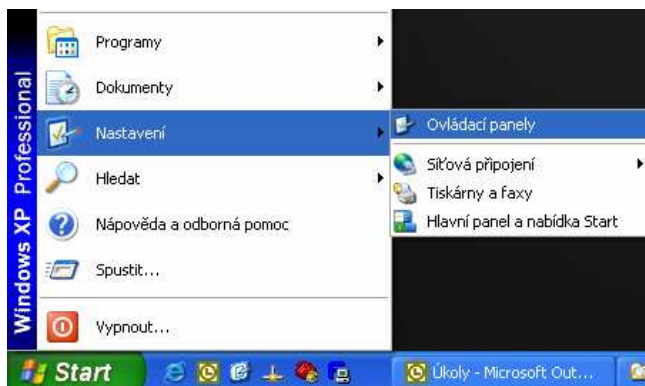 Windows XP Professional
Programy
Dokumenty
Nastavení
Hledat
Nápověda a odborná pomoc
Spustit...
Vypnout...
Ovládací panely
Síťová připojení
Tiskárny a faxy
Hlavní panel a nabídka Start
Start
Úkoly - Microsoft Out...